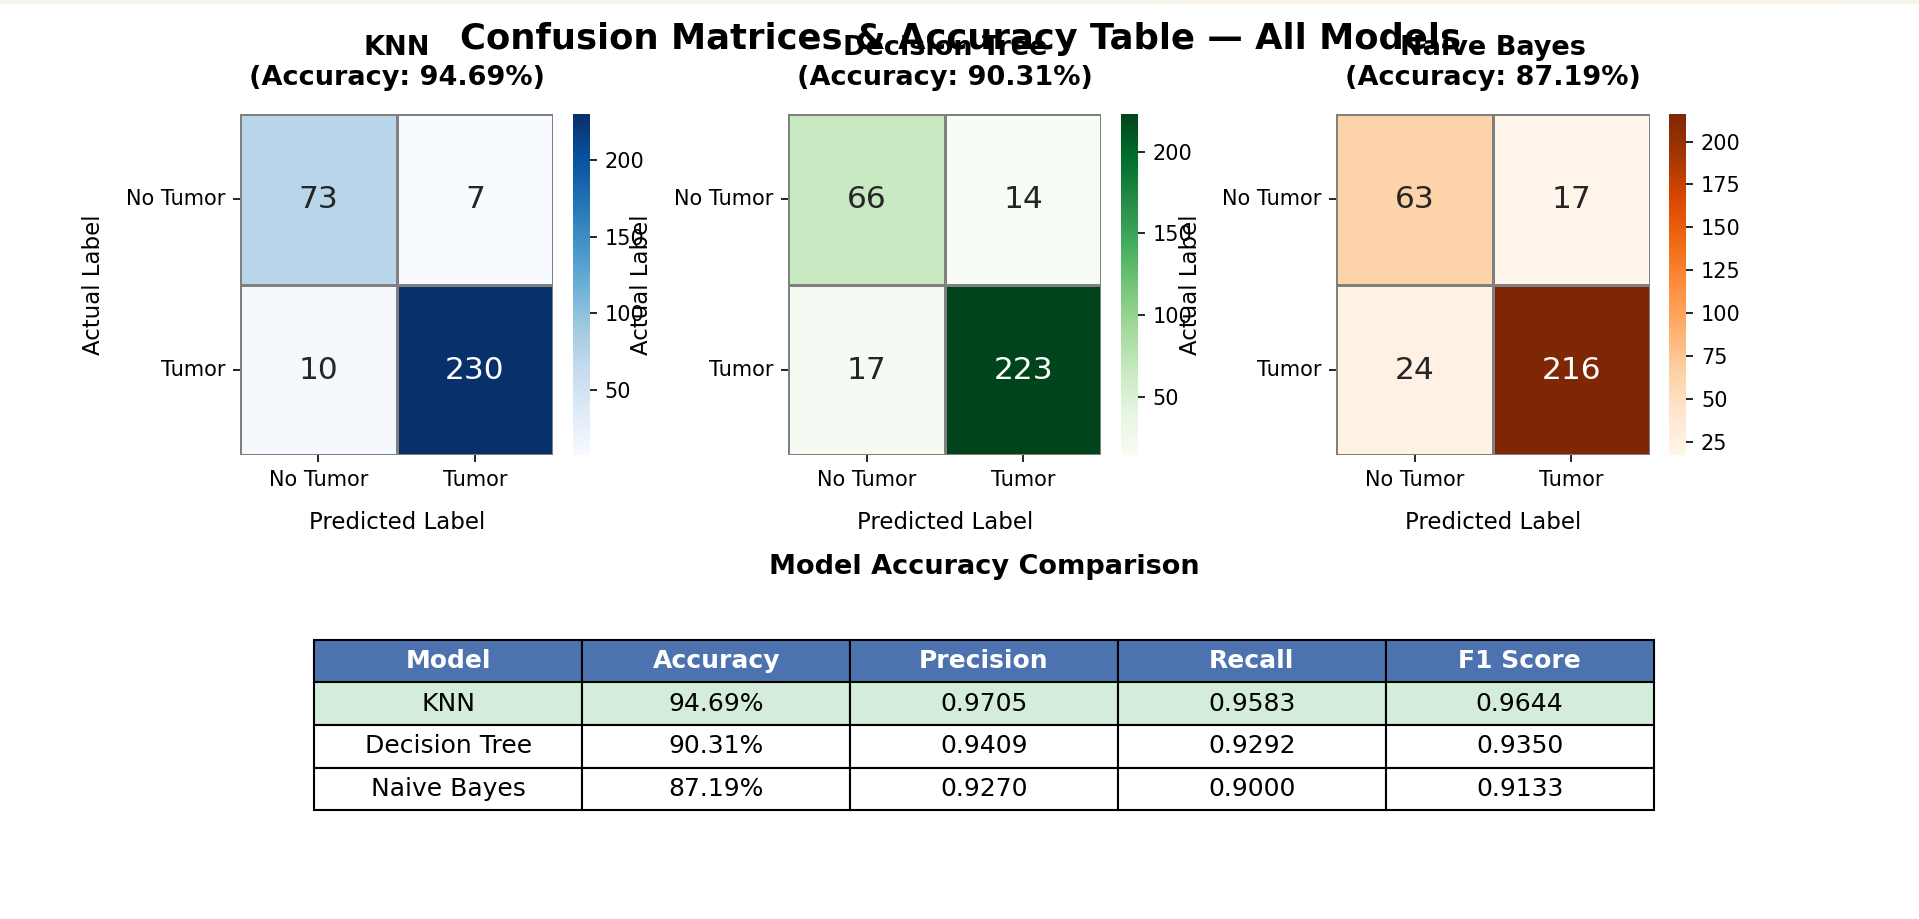 Confusion Matrices & Accuracy Table — All Models
KNN
(Accuracy: 94.69%)
No Tumor
Tumor
Actual Label
73
7
10
230
No Tumor
Tumor
Predicted Label
200
150
100
50
Decision Tree
(Accuracy: 90.31%)
No Tumor
Tumor
Actual Label
66
14
17
223
No Tumor
Tumor
Predicted Label
200
150
100
50
Naive Bayes
(Accuracy: 87.19%)
No Tumor
Tumor
Actual Label
63
17
24
216
No Tumor
Tumor
Predicted Label
200
175
150
125
100
75
50
25
Model Accuracy Comparison
Model Accuracy Precision Recall F1 Score
KNN 94.69% 0.9705 0.9583 0.9644
Decision Tree 90.31% 0.9409 0.9292 0.9350
Naive Bayes 87.19% 0.9270 0.9000 0.9133